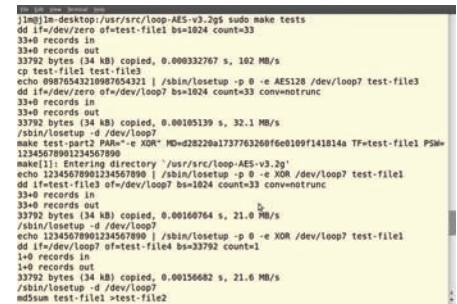 File Edit View Terminal Help
jlm@jlm-desktop:/usr/src/loop-AES-v3.2g$ sudo make tests
dd if=/dev/zero of=test-file1 bs=1024 count=33
33+0 records in
33+0 records out
33792 bytes (34 kB) copied, 0.000332767 s, 102 MB/s
cp test-file1 test-file3
echo 09876543210987654321 | /sbin/losetup -p 0 -e AES128 /dev/loop7 test-file3
dd if=/dev/zero of=/dev/loop7 bs=1024 count=33 conv=notrunc
33+0 records in
33+0 records out
33792 bytes (34 kB) copied, 0.00105139 s, 32.1 MB/s
/sbin/losetup -d /dev/loop7
make test-part2 PAR="-e XOR" MD=d28220a1737763260f6e0109f141814a TF=test-file1 PSW=
12345678901234567890
make[1]: Entering directory `/usr/src/loop-AES-v3.2g'
echo 12345678901234567890 | /sbin/losetup -p 0 -e XOR /dev/loop7 test-file1
dd if=test-file3 of=/dev/loop7 bs=1024 count=33 conv=notrunc
33+0 records in
33+0 records out
33792 bytes (34 kB) copied, 0.00160764 s, 21.0 MB/s
/sbin/losetup -d /dev/loop7
echo 12345678901234567890 | /sbin/losetup -p 0 -e XOR /dev/loop7 test-file1
dd if=/dev/loop7 of=test-file4 bs=33792 count=1
1+0 records in
1+0 records out
33792 bytes (34 kB) copied, 0.00156682 s, 21.6 MB/s
/sbin/losetup -d /dev/loop7
md5sum test-file1 >test-file2